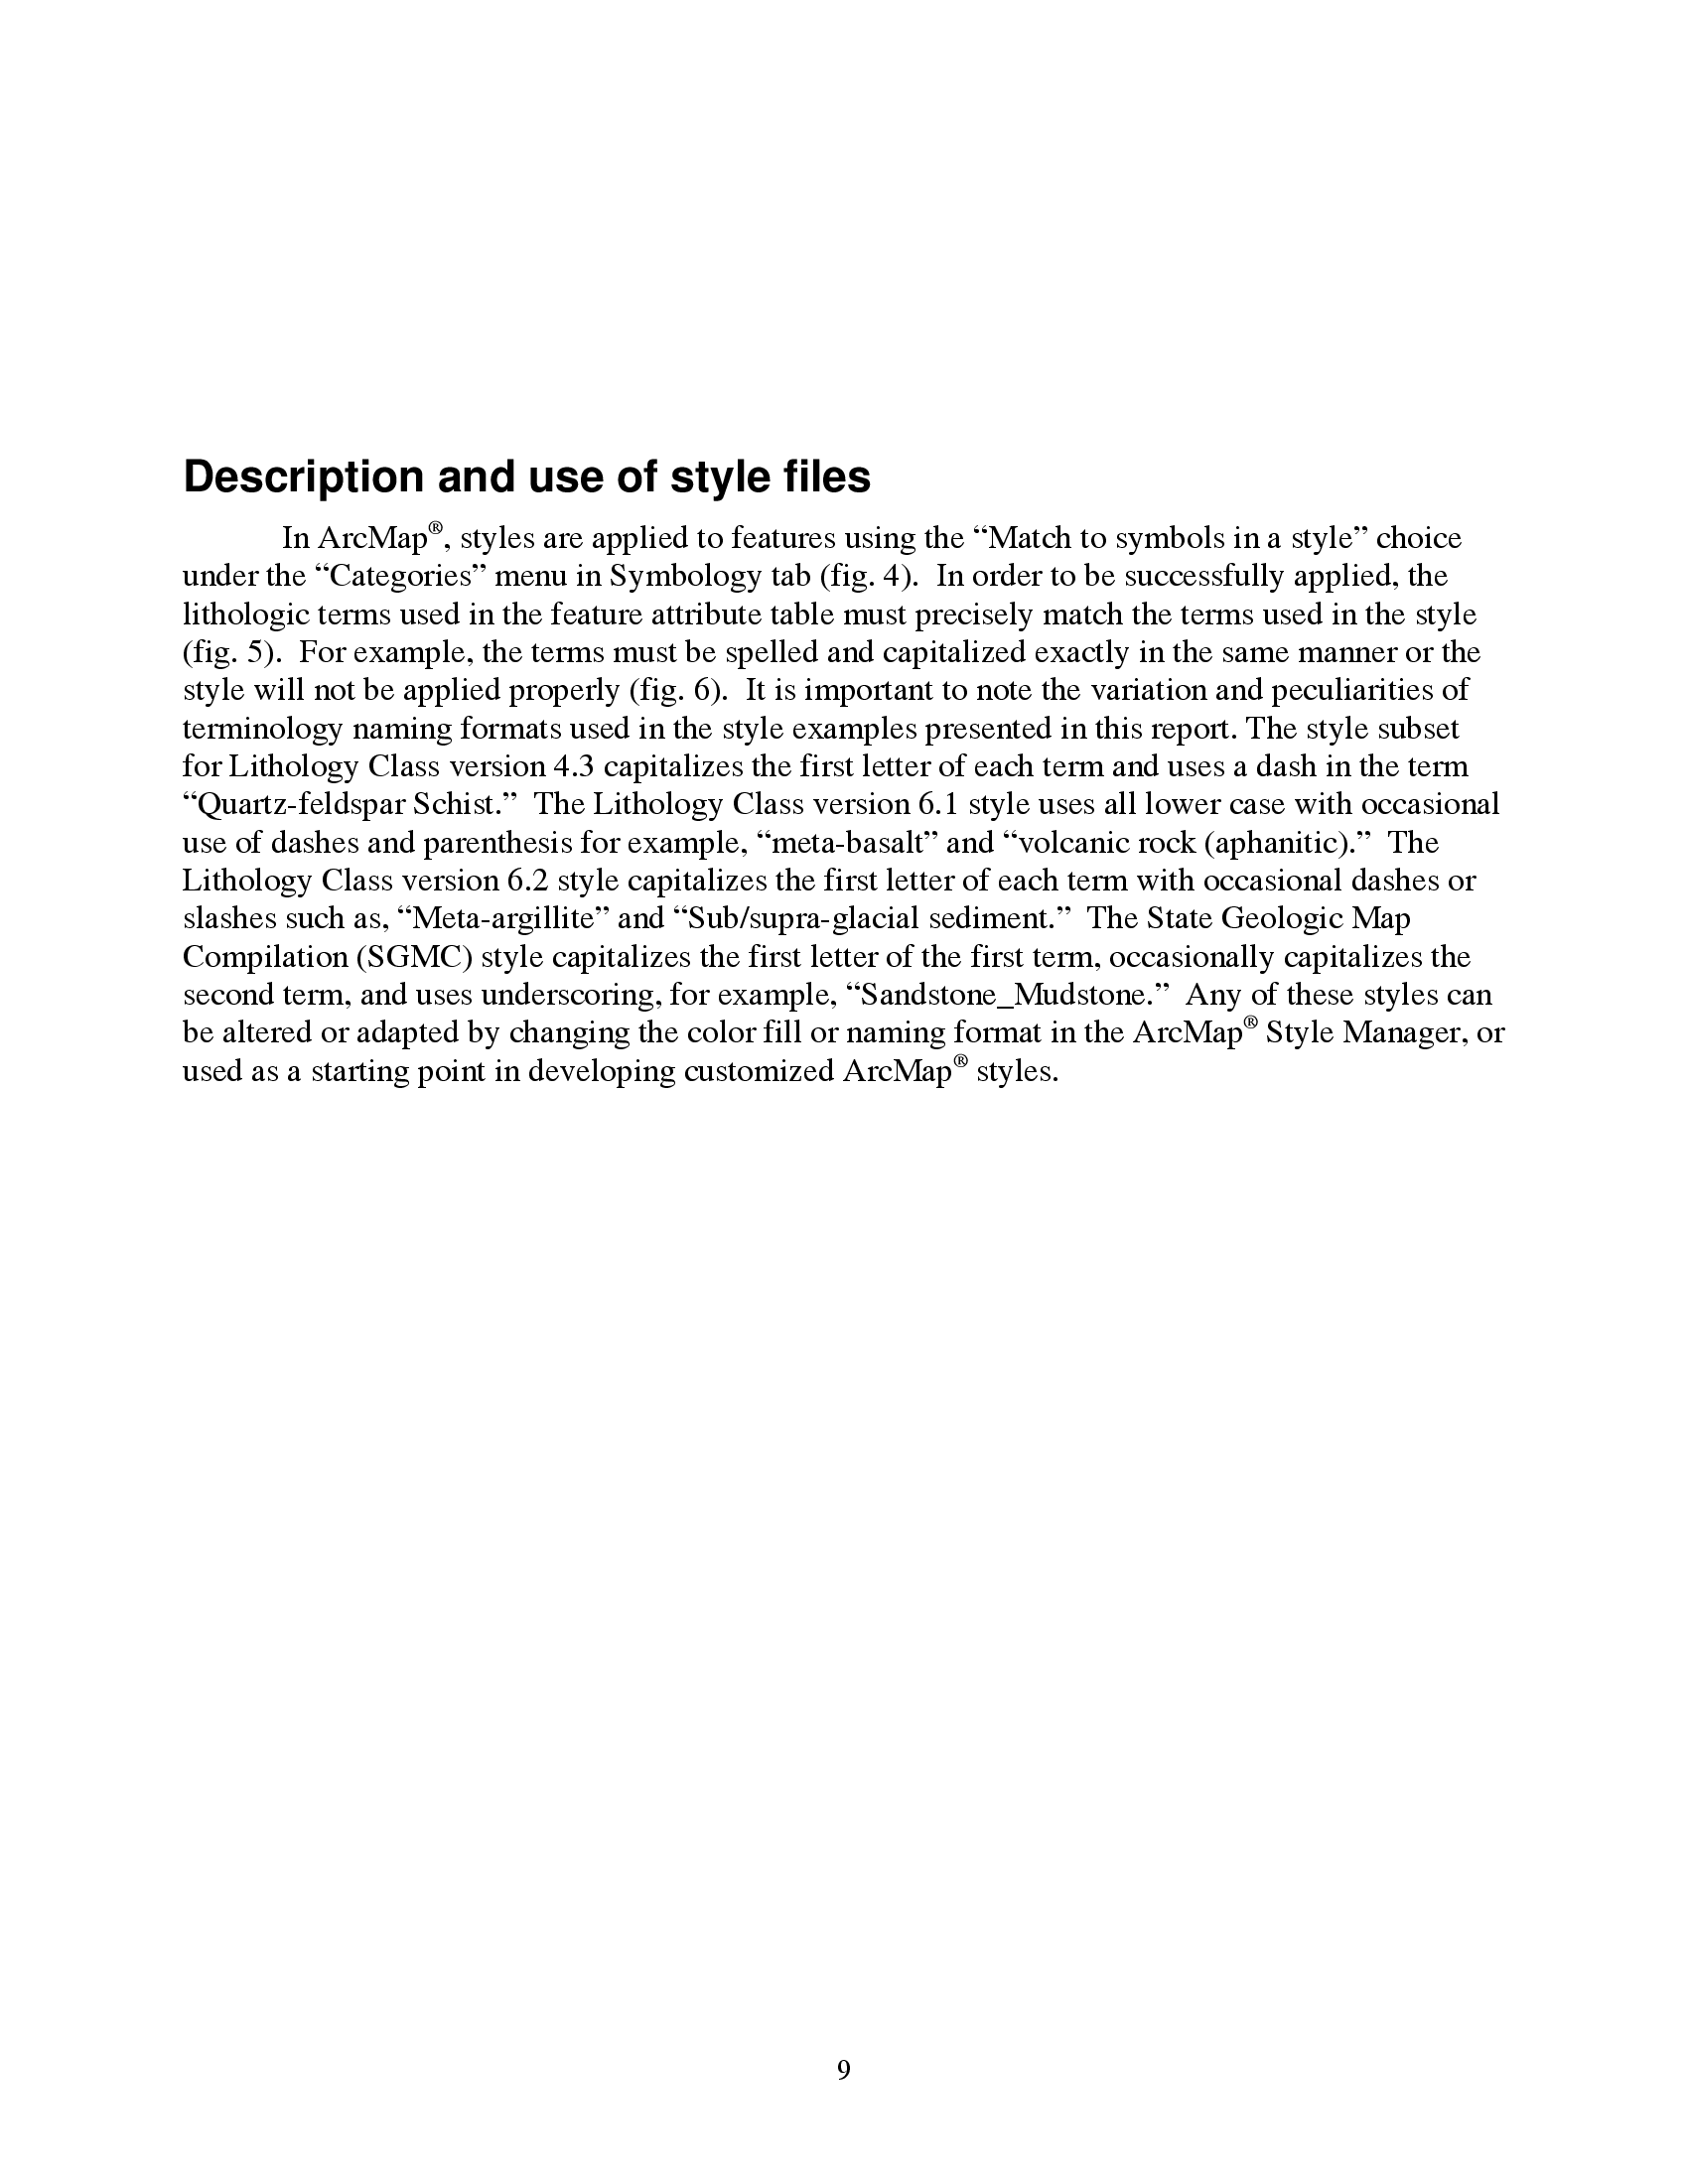 Description and use of style files
In ArcMap®, styles are applied to features using the “Match to symbols in a style” choice
under the “Categories” menu in Symbology tab (fig. 4).  In order to be successfully applied, the
lithologic terms used in the feature attribute table must precisely match the terms used in the style
(fig. 5).  For example, the terms must be spelled and capitalized exactly in the same manner or the
style will not be applied properly (fig. 6).  It is important to note the variation and peculiarities of
terminology naming formats used in the style examples presented in this report. The style subset
for Lithology Class version 4.3 capitalizes the first letter of each term and uses a dash in the term
“Quartz-feldspar Schist.”  The Lithology Class version 6.1 style uses all lower case with occasional
use of dashes and parenthesis for example, “meta-basalt” and “volcanic rock (aphanitic).”  The
Lithology Class version 6.2 style capitalizes the first letter of each term with occasional dashes or
slashes such as, “Meta-argillite” and “Sub/supra-glacial sediment.”  The State Geologic Map
Compilation (SGMC) style capitalizes the first letter of the first term, occasionally capitalizes the
second term, and uses underscoring, for example, “Sandstone_Mudstone.”  Any of these styles can
be altered or adapted by changing the color fill or naming format in the ArcMap® Style Manager, or
used as a starting point in developing customized ArcMap® styles.
9